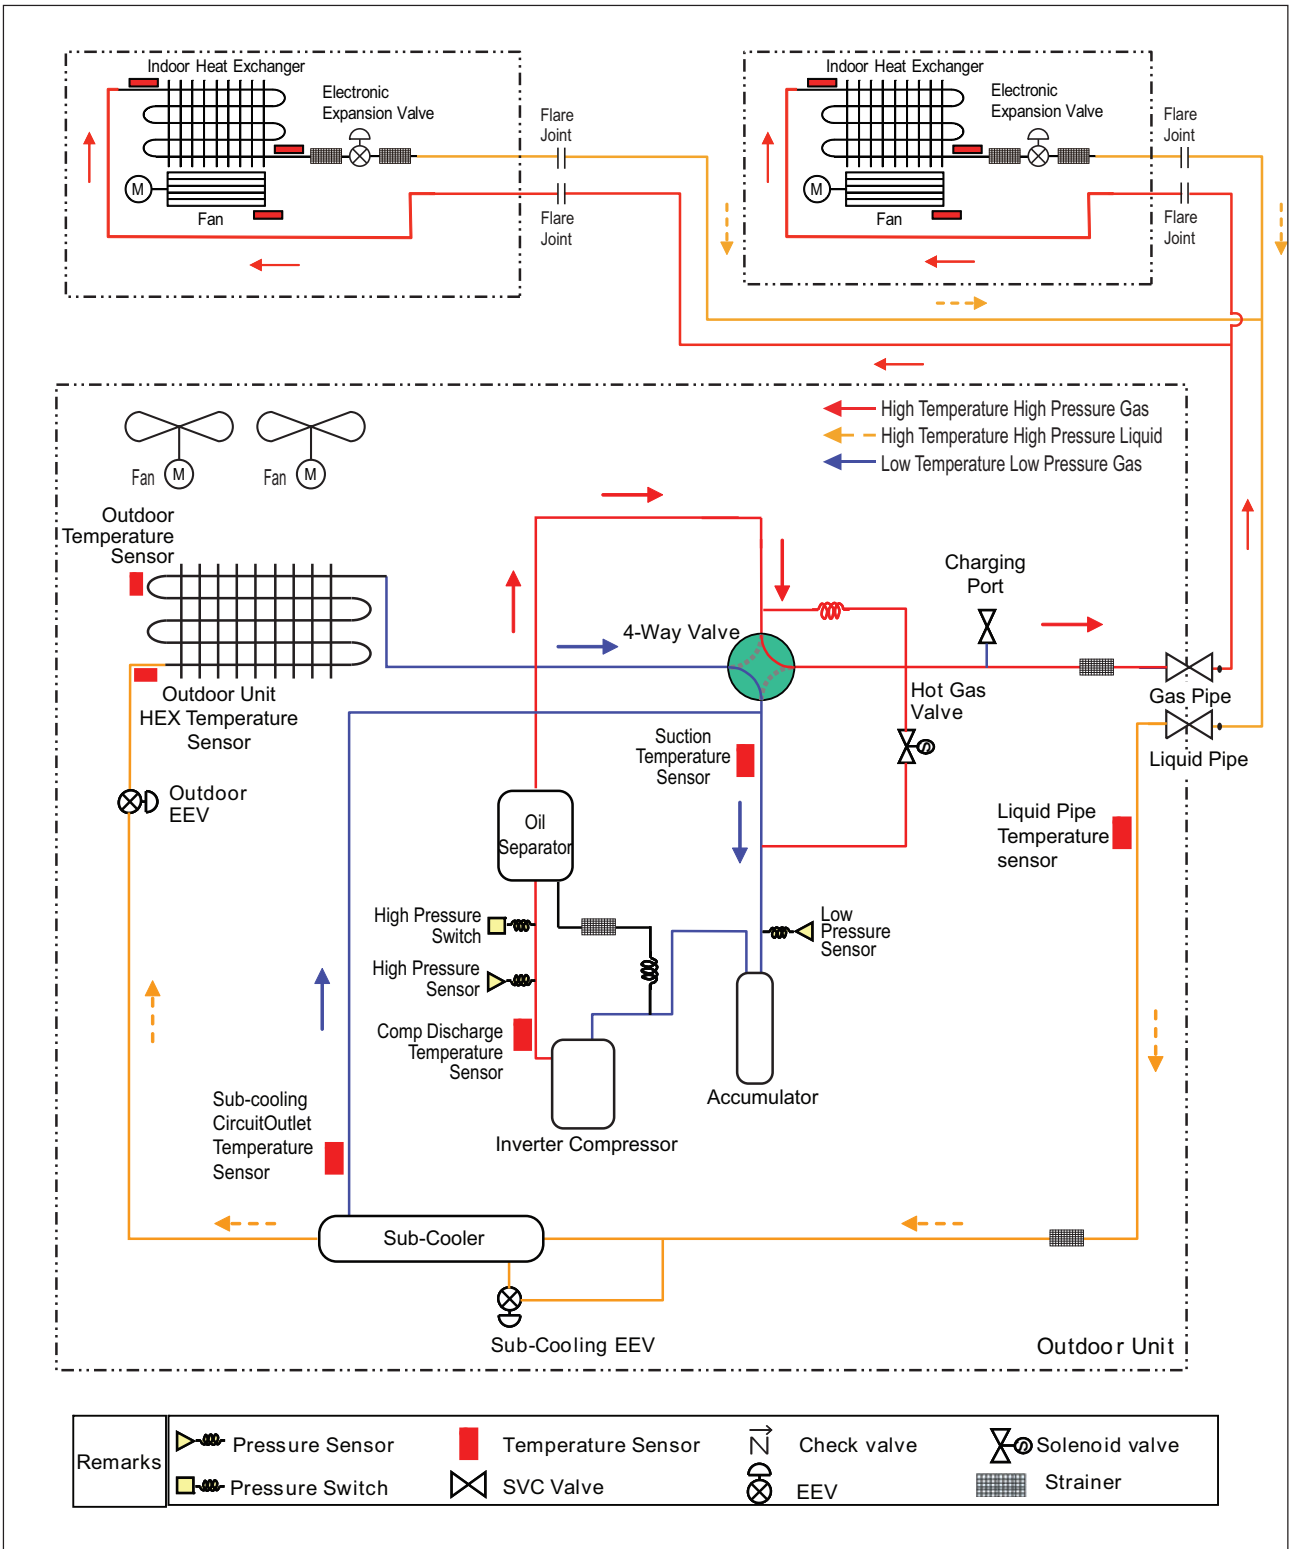 Indoor Heat Exchanger
Electronic
Expansion Valve
Flare
Joint
M
Fan
Flare
Joint
Indoor Heat Exchanger
Electronic
Expansion Valve
Flare
Joint
M
Fan
Flare
Joint
High Temperature High Pressure Gas
High Temperature High Pressure Liquid
Low Temperature Low Pressure Gas
Fan
M
Fan
M
Outdoor
Temperature
Sensor
Outdoor Unit
HEX Temperature
Sensor
4-Way Valve
Charging
Port
Hot Gas
Valve
Gas Pipe
Liquid Pipe
Suction
Temperature
Sensor
Outdoor
EEV
Oil
Separator
Liquid Pipe
Temperature
sensor
High Pressure
Switch
Low
Pressure
Sensor
High Pressure
Sensor
Comp Discharge
Temperature
Sensor
Accumulator
Inverter Compressor
Sub-cooling
CircuitOutlet
Temperature
Sensor
Sub-Cooler
Sub-Cooling EEV
Outdoor Unit
Remarks
Pressure Sensor
Temperature Sensor
Check valve
Solenoid valve
Pressure Switch
SVC Valve
EEV
Strainer